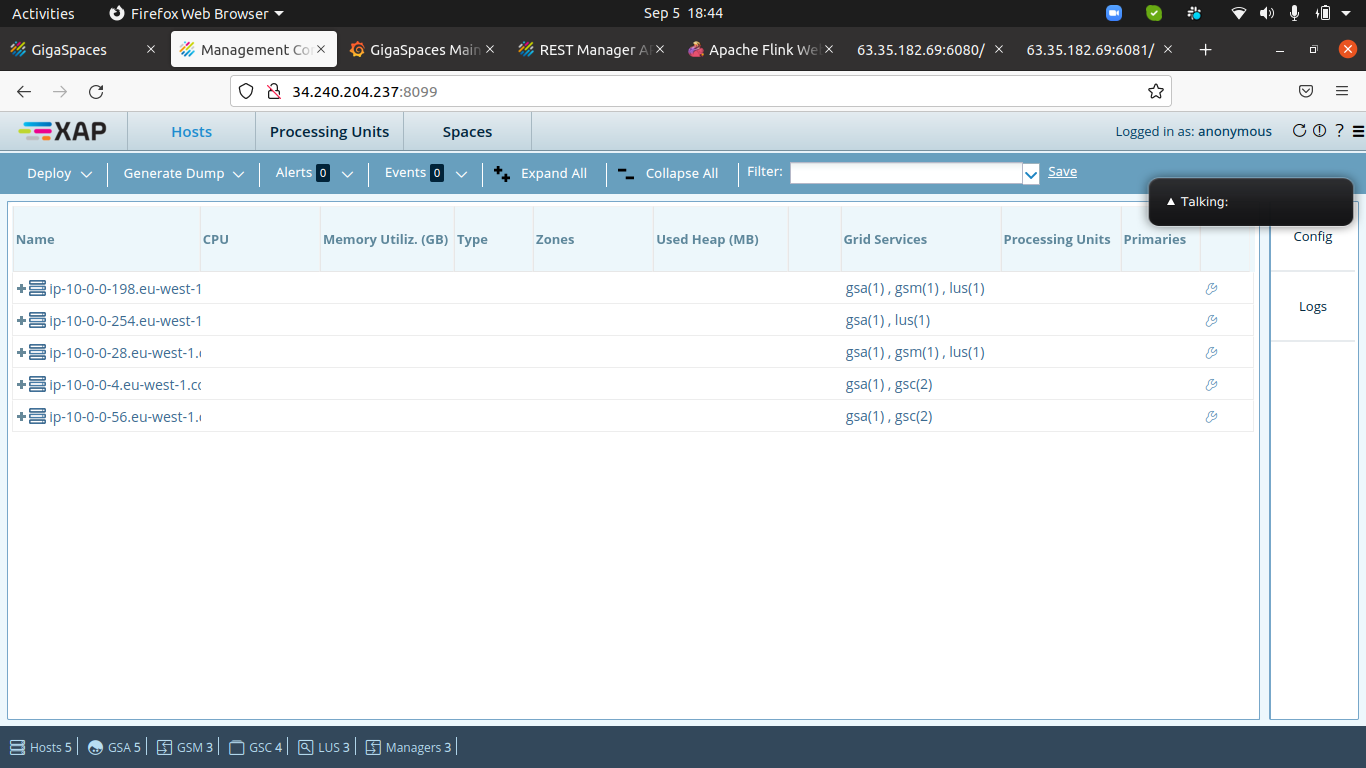 Activities Firefox Web Browser Sep 5 18:44
GigaSpaces Management Co GigaSpaces Main REST Manager A Apache Flink We 63.35.182.69:6080/ 63.35.182.69:6081/
34.240.204.237:8099
XAP Hosts Processing Units Spaces Logged in as: anonymous
Deploy Generate Dump Alerts 0 Events 0 Expand All Collapse All Filter: Save
Talking:
Name CPU Memory Utiliz. (GB) Type Zones Used Heap (MB) Grid Services Processing Units Primaries
Config
ip-10-0-0-198.eu-west-1 gsa(1) , gsm(1) , lus(1)
Logs
ip-10-0-0-254.eu-west-1 gsa(1) , lus(1)
ip-10-0-0-28.eu-west-1.c gsa(1) , gsm(1) , lus(1)
ip-10-0-0-4.eu-west-1.co gsa(1) , gsc(2)
ip-10-0-0-56.eu-west-1.c gsa(1) , gsc(2)
Hosts 5 GSA 5 GSM 3 GSC 4 LUS 3 Managers 3